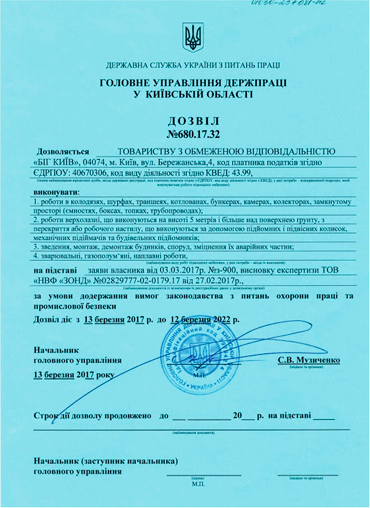 ДЕРЖАВНА СЛУЖБА УКРАЇНИ З ПИТАНЬ ПРАЦІ
ГОЛОВНЕ УПРАВЛІННЯ ДЕРЖПРАЦІ
У КИЇВСЬКІЙ ОБЛАСТІ
ДОЗВІЛ
№680.17.32
Дозволяється ТОВАРИСТВУ З ОБМЕЖЕНОЮ ВІДПОВІДАЛЬНІСТЮ
«БІГ КИЇВ», 04074, м. Київ, вул. Бережанська,4, код платника податків згідно
ЄДРПОУ: 40670306, код виду діяльності згідно КВЕД: 43.99,
виконувати:
1. роботи в колодязях, шурфах, траншеях, котлованах, бункерах, камерах, колекторах, замкнутому
просторі (ємностях, боксах, топках, трубопроводах);
2. роботи верхолазні, що виконуються на висоті 5 метрів і більше над поверхнею ґрунту, з
перекриття або робочого настилу, що виконуються за допомогою підйомних і підвісних колисок,
механічних підіймачів та будівельних підйомників;
3. зведення, монтаж, демонтаж будинків, споруд, зміцнення їх аварійних частин;
4. зварювальні, газополум'яні, наплавні роботи,
на підставі заяви власника від 03.03.2017р. №з-900, висновку експертизи ТОВ
«НВФ «ЗОНД» №02829777-02-0179.17 від 27.02.2017р.,
за умови додержання вимог законодавства з питань охорони праці та
промислової безпеки
Дозвіл діє з 13 березня 2017 р. до 12 березня 2022 р.
Начальник
головного управління С.В. Музиченко
13 березня 2017 року М.П.
Строк дії дозволу продовжено до ___ __________ 20___ р. на підставі _____
Начальник (заступник начальника)
головного управління
М.П.